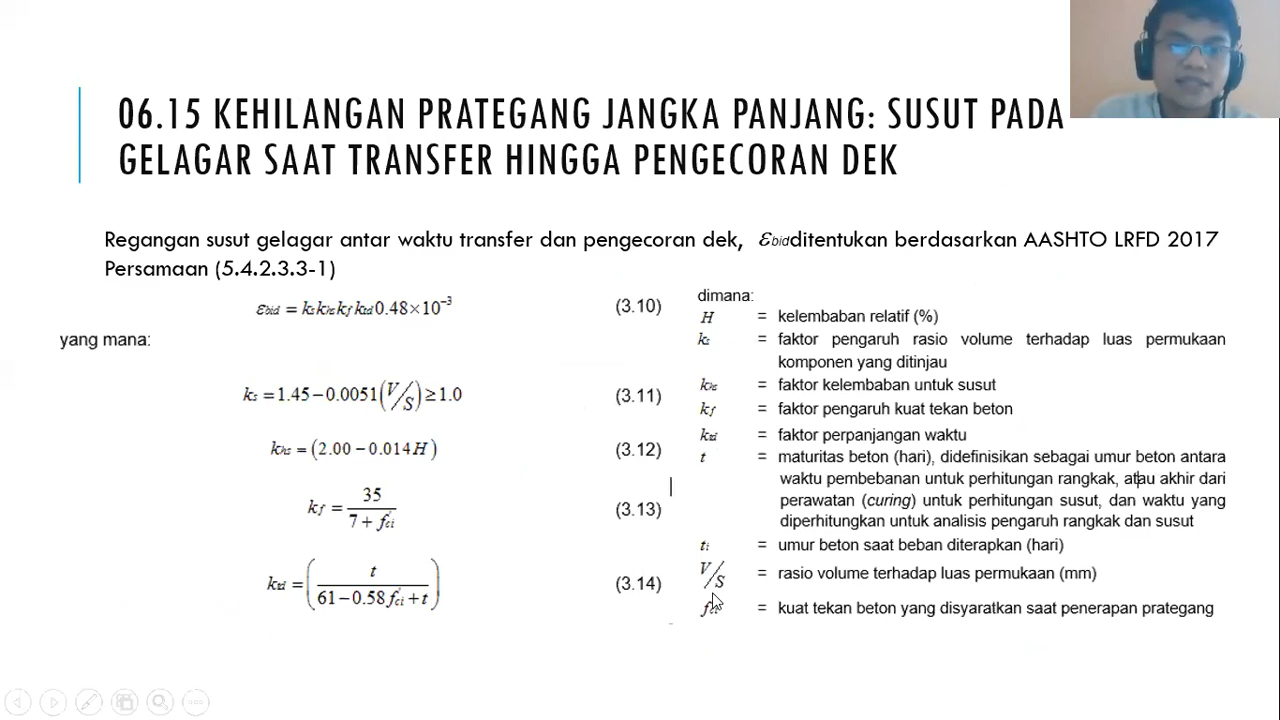 06.15 KEHILANGAN PRATEGANG JANGKA PANJANG: SUSUT PADA
GELAGAR SAAT TRANSFER HINGGA PENGECORAN DEK
Regangan susut gelagar antar waktu transfer dan pengecoran dek, εbid ditentukan berdasarkan AASHTO LRFD 2017
Persamaan (5.4.2.3.3-1)
εbid = kskhskfktd0.48×10⁻³ (3.10)
yang mana:
ks = 1.45−0.0051(V/S) ≥ 1.0 (3.11)
khs = (2.00−0.014H) (3.12)
kf = 35/(7+f'ci) (3.13)
ktd = (t/(61−0.58f'ci+t)) (3.14)
dimana:
H = kelembaban relatif (%)
ks = faktor pengaruh rasio volume terhadap luas permukaan
komponen yang ditinjau
khs = faktor kelembaban untuk susut
kf = faktor pengaruh kuat tekan beton
ktd = faktor perpanjangan waktu
t = maturitas beton (hari), didefinisikan sebagai umur beton antara
waktu pembebanan untuk perhitungan rangkak, atau akhir dari
perawatan (curing) untuk perhitungan susut, dan waktu yang
diperhitungkan untuk analisis pengaruh rangkak dan susut
ti = umur beton saat beban diterapkan (hari)
V/S = rasio volume terhadap luas permukaan (mm)
f'ci = kuat tekan beton yang disyaratkan saat penerapan prategang